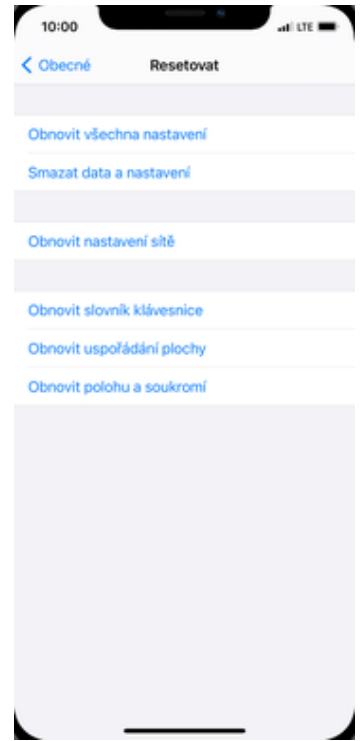 10:00 LTE
Obecné Resetovat
Obnovit všechna nastavení
Smazat data a nastavení
Obnovit nastavení sítě
Obnovit slovník klávesnice
Obnovit uspořádání plochy
Obnovit polohu a soukromí